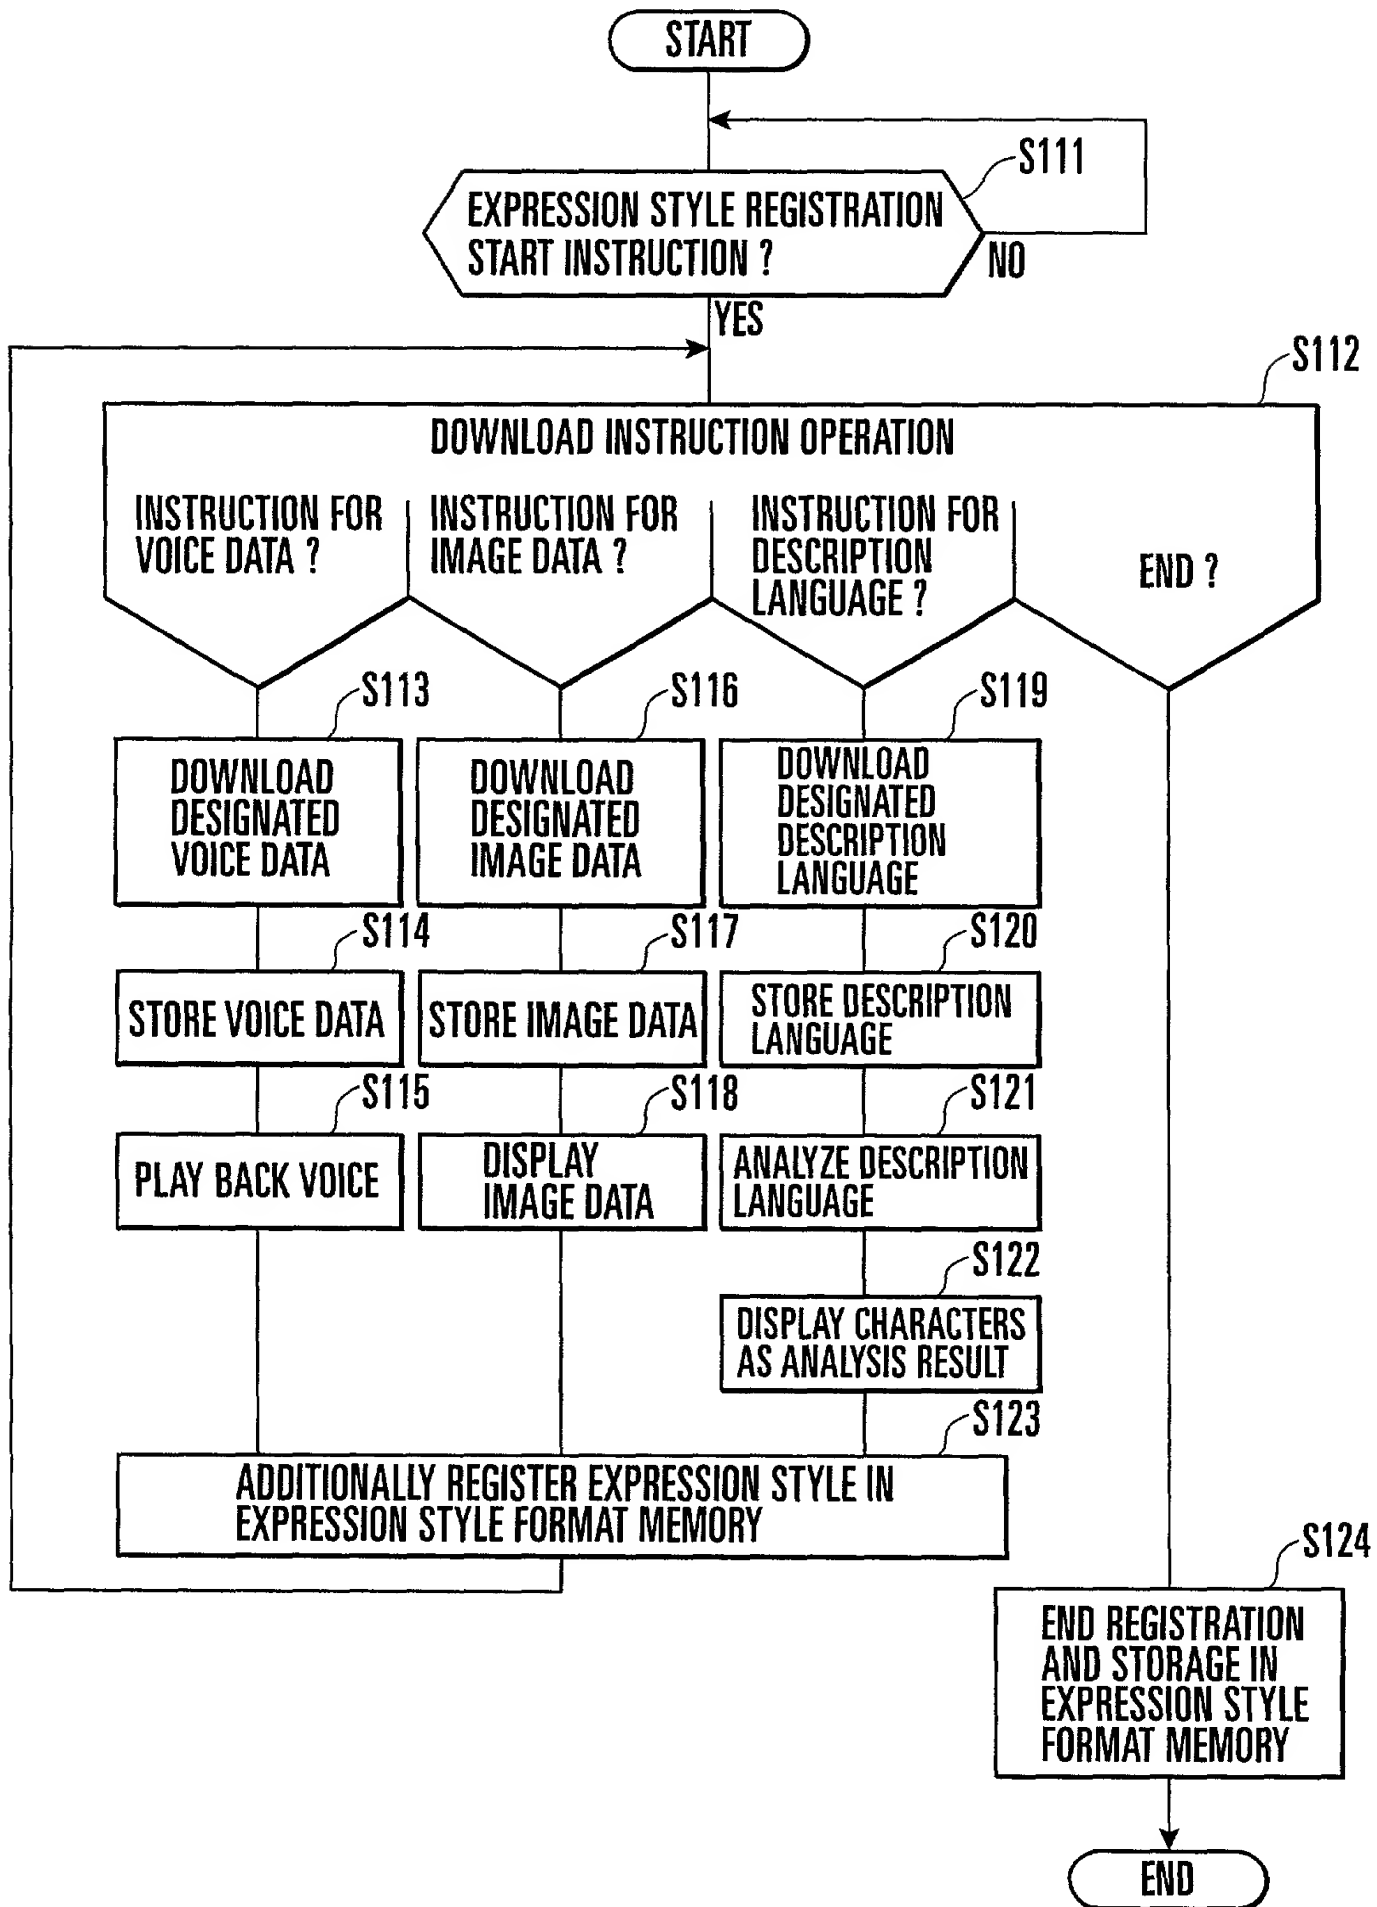 START
S111
EXPRESSION STYLE REGISTRATION
START INSTRUCTION ?
NO
YES
S112
DOWNLOAD INSTRUCTION OPERATION
INSTRUCTION FOR
VOICE DATA ?
INSTRUCTION FOR
IMAGE DATA ?
INSTRUCTION FOR
DESCRIPTION
LANGUAGE ?
END ?
S113
DOWNLOAD
DESIGNATED
VOICE DATA
S116
DOWNLOAD
DESIGNATED
IMAGE DATA
S119
DOWNLOAD
DESIGNATED
DESCRIPTION
LANGUAGE
S114
STORE VOICE DATA
S117
STORE IMAGE DATA
S120
STORE DESCRIPTION
LANGUAGE
S115
PLAY BACK VOICE
S118
DISPLAY
IMAGE DATA
S121
ANALYZE DESCRIPTION
LANGUAGE
S122
DISPLAY CHARACTERS
AS ANALYSIS RESULT
S123
ADDITIONALLY REGISTER EXPRESSION STYLE IN
EXPRESSION STYLE FORMAT MEMORY
S124
END REGISTRATION
AND STORAGE IN
EXPRESSION STYLE
FORMAT MEMORY
END